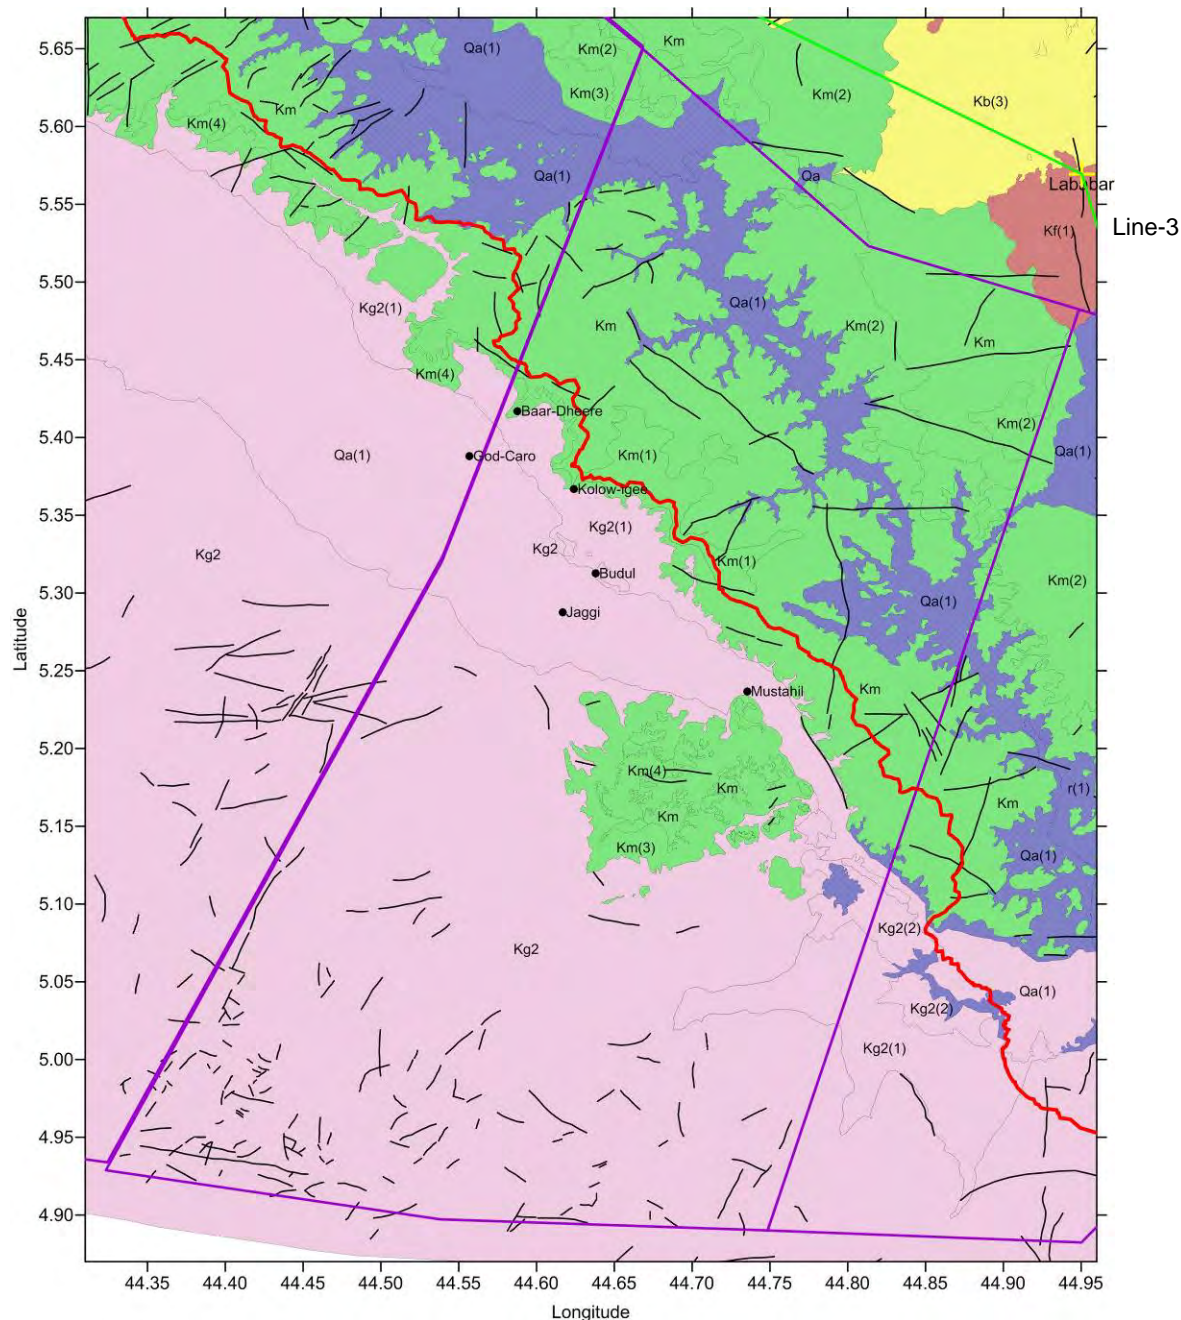 5.65
Qa(1)
Km(2)
Km
Km(3)
Km(2)
Kb(3)
5.60
Km
Km(4)
Qa(1)
Qa
5.55
Kf(1)
Line-3
5.50
Kg2(1)
Qa(1)
Km
Km(2)
Km
5.45
Km(4)
Baar-Dheere
Km(2)
5.40
God-Caro
Qa(1)
Km(1)
Qa(1)
Kolow-igee
5.35
Kg2(1)
Kg2
Kg2
Km(1)
Budul
Km(2)
5.30
Jaggi
Qa(1)
Latitude
5.25
Mustahil
Km
5.20
Km(4)
Km
r(1)
Km
Km
5.15
Km(3)
Qa(1)
5.10
Kg2(2)
Kg2
5.05
Qa(1)
Kg2(2)
Kg2(1)
5.00
4.95
4.90
44.35 44.40 44.45 44.50 44.55 44.60 44.65 44.70 44.75 44.80 44.85 44.90 44.95
Longitude